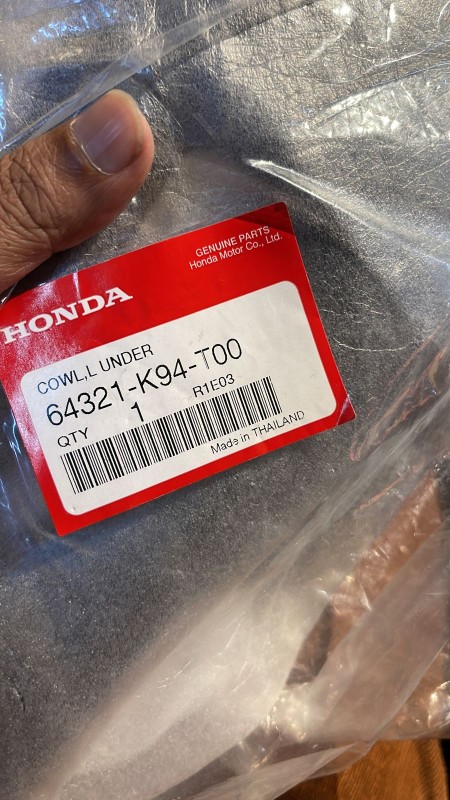 GENUINE PARTS
Honda Motor Co., Ltd.
HONDA
COWL,L UNDER
64321-K94-T00
QTY 1 R1E03
Made in THAILAND